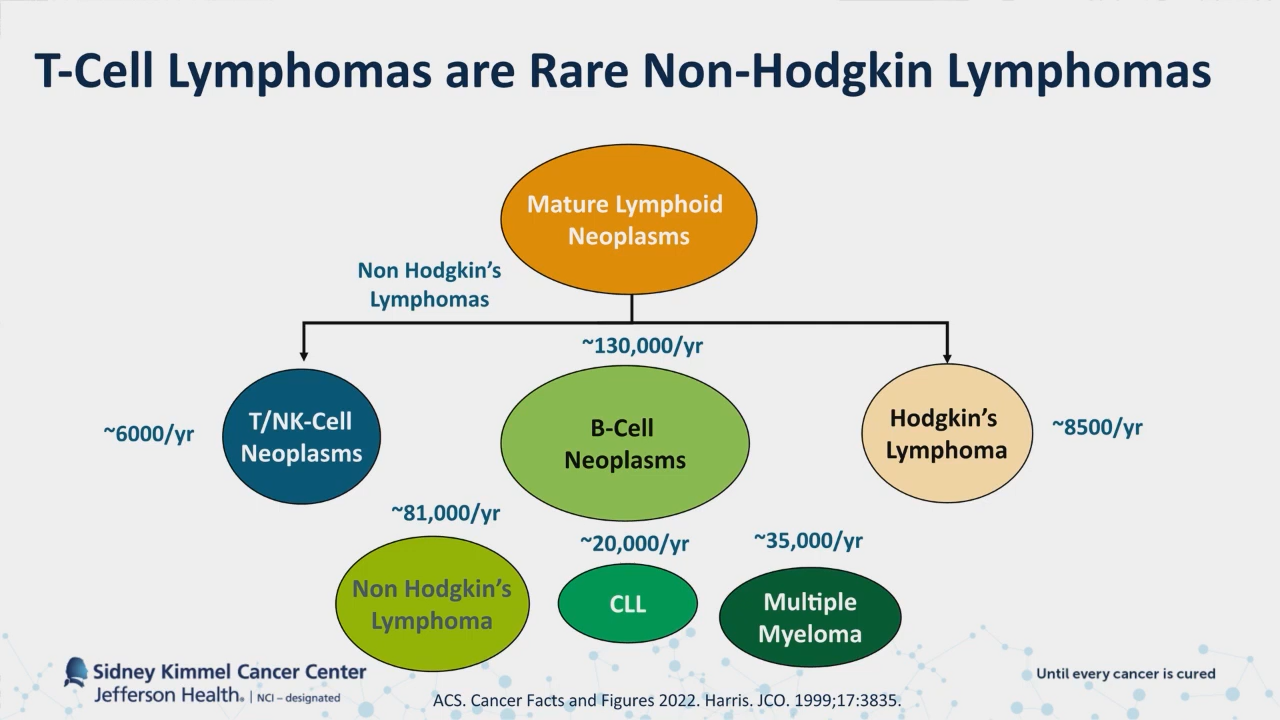 T-Cell Lymphomas are Rare Non-Hodgkin Lymphomas
Mature Lymphoid
Neoplasms
Non Hodgkin's
Lymphomas
~130,000/yr
~6000/yr
T/NK-Cell
Neoplasms
B-Cell
Neoplasms
Hodgkin's
Lymphoma
~8500/yr
~81,000/yr
~20,000/yr
~35,000/yr
Non Hodgkin's
Lymphoma
CLL
Multiple
Myeloma
Sidney Kimmel Cancer Center
Jefferson Health® | NCI – designated
Until every cancer is cured
ACS. Cancer Facts and Figures 2022. Harris. JCO. 1999;17:3835.